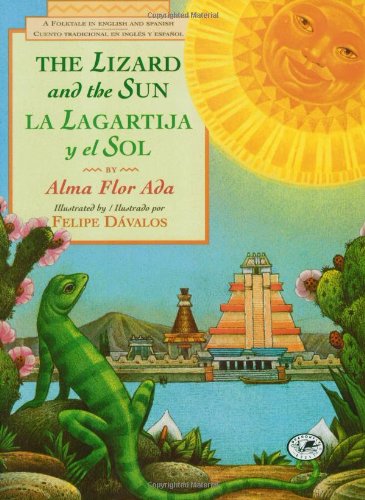 A FOLKTALE IN ENGLISH AND SPANISH
CUENTO TRADICIONAL EN INGLÉS Y ESPAÑOL
THE LIZARD
and the SUN
LA LAGARTIJA
y el SOL
BY
Alma Flor Ada
Illustrated by / Ilustrado por
FELIPE DÁVALOS